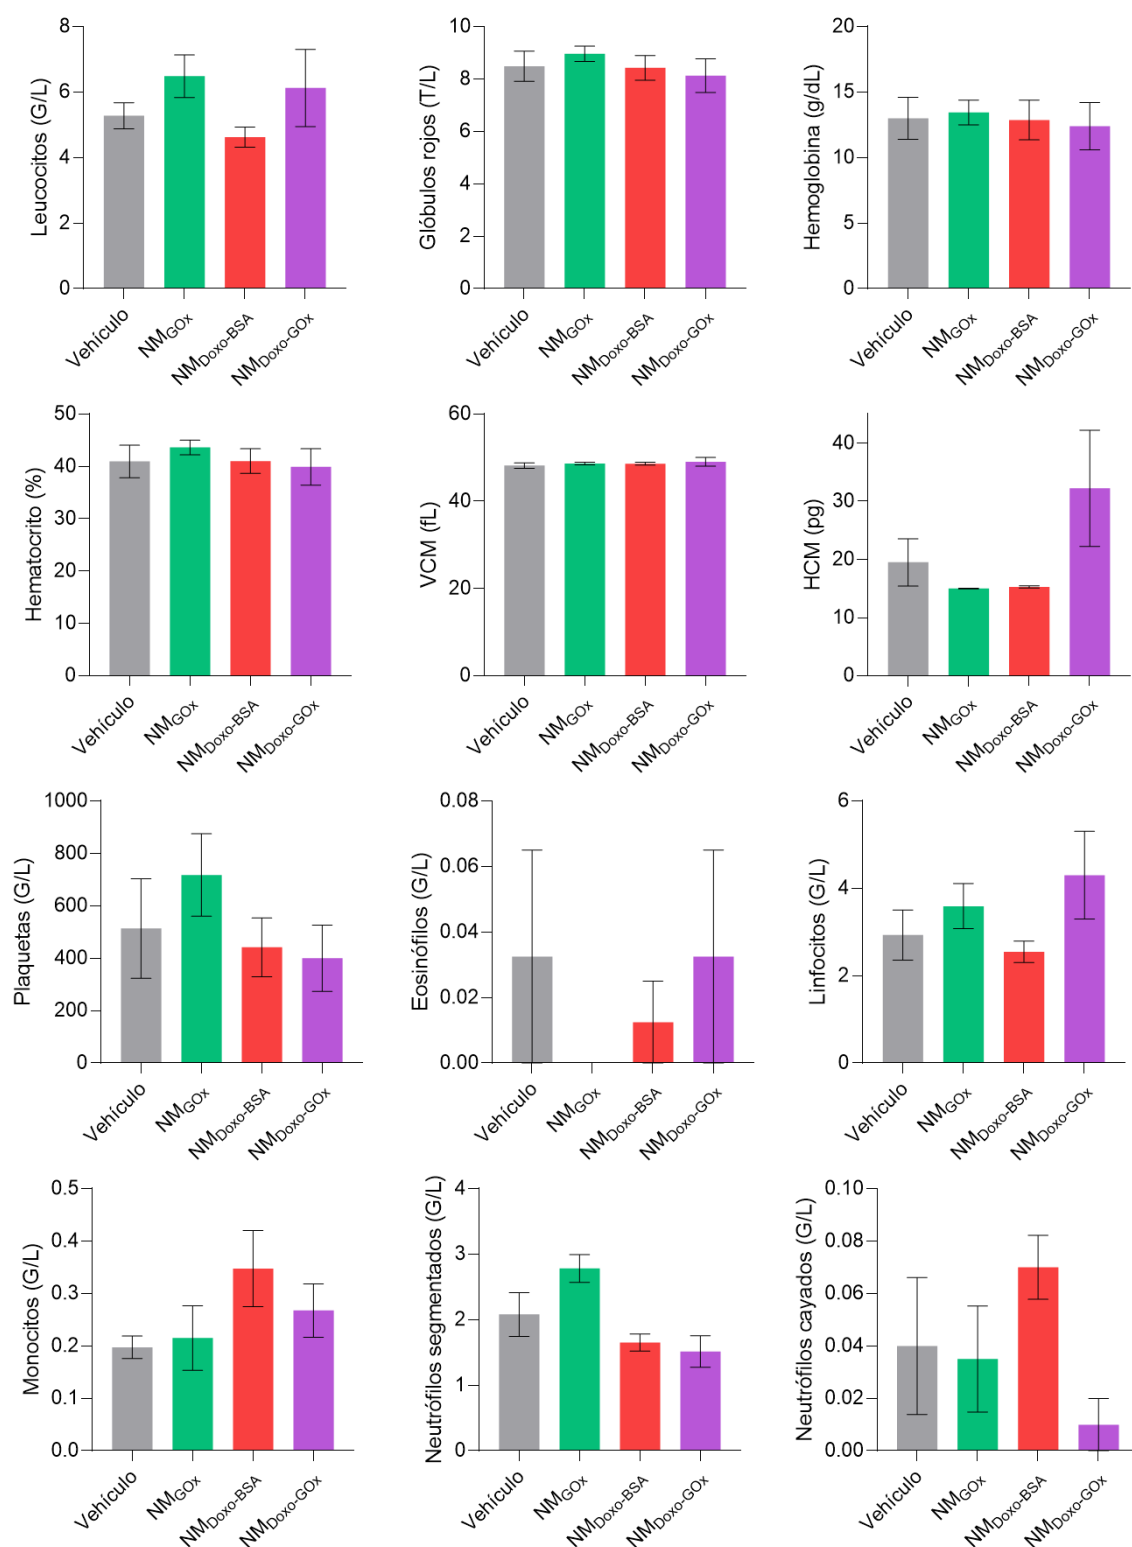 Leucocitos (G/L)
8
6
4
2
0
Vehículo
NMGOx
NMDoxo-BSA
NMDoxo-GOx
Glóbulos rojos (T/L)
10
8
6
4
2
0
Vehículo
NMGOx
NMDoxo-BSA
NMDoxo-GOx
Hemoglobina (g/dL)
20
15
10
5
0
Vehículo
NMGOx
NMDoxo-BSA
NMDoxo-GOx
Hematocrito (%)
50
40
30
20
10
0
Vehículo
NMGOx
NMDoxo-BSA
NMDoxo-GOx
VCM (fL)
60
40
20
0
Vehículo
NMGOx
NMDoxo-BSA
NMDoxo-GOx
HCM (pg)
40
30
20
10
0
Vehículo
NMGOx
NMDoxo-BSA
NMDoxo-GOx
Plaquetas (G/L)
1000
800
600
400
200
0
Vehículo
NMGOx
NMDoxo-BSA
NMDoxo-GOx
Eosinófilos (G/L)
0.08
0.06
0.04
0.02
0.00
Vehículo
NMGOx
NMDoxo-BSA
NMDoxo-GOx
Linfocitos (G/L)
6
4
2
0
Vehículo
NMGOx
NMDoxo-BSA
NMDoxo-GOx
Monocitos (G/L)
0.5
0.4
0.3
0.2
0.1
0.0
Vehículo
NMGOx
NMDoxo-BSA
NMDoxo-GOx
Neutrófilos segmentados (G/L)
4
3
2
1
0
Vehículo
NMGOx
NMDoxo-BSA
NMDoxo-GOx
Neutrófilos cayados (G/L)
0.10
0.08
0.06
0.04
0.02
0.00
Vehículo
NMGOx
NMDoxo-BSA
NMDoxo-GOx